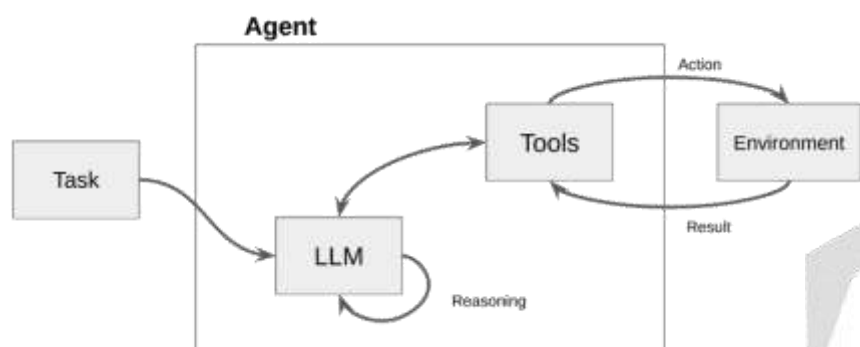 Agent
Action
Tools
Environment
Task
Result
LLM
Reasoning